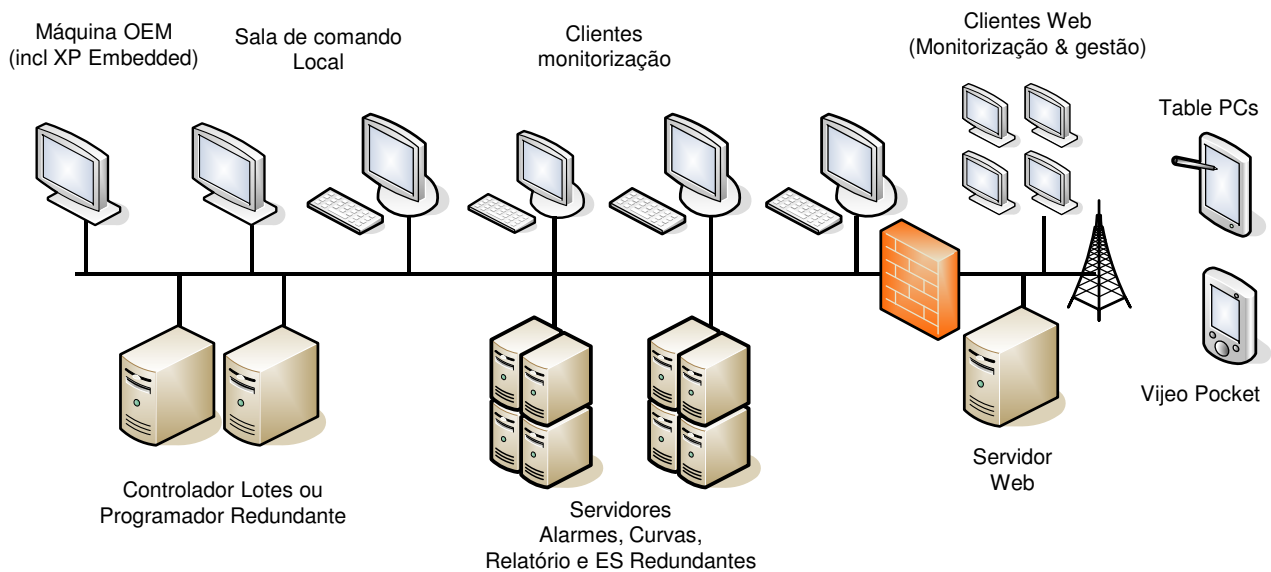 Máquina OEM
(incl XP Embedded)
Sala de comando
Local
Clientes
monitorização
Clientes Web
(Monitorização & gestão)
Table PCs
Vijeo Pocket
Controlador Lotes ou
Programador Redundante
Servidores
Alarmes, Curvas,
Relatório e ES Redundantes
Servidor
Web